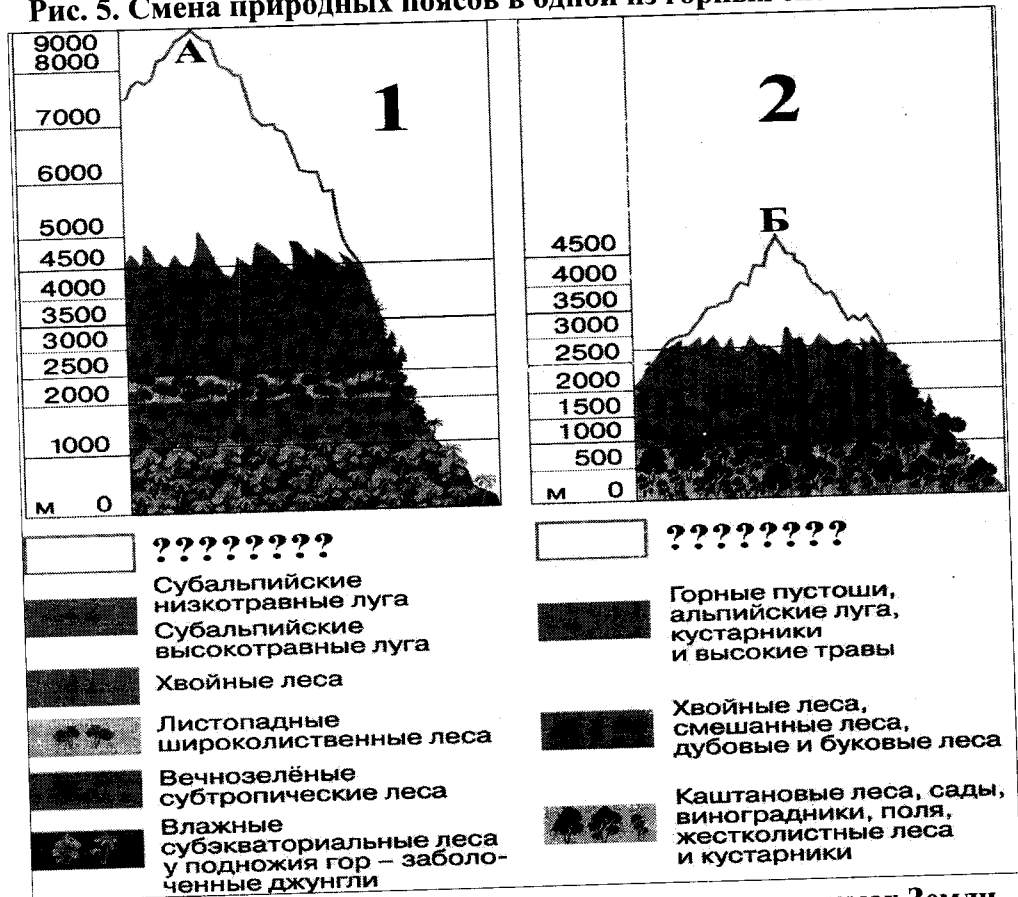 Рис. 5. Смена природных поясов в одной из горных
9000
8000
7000
6000
5000
4500
4000
3500
3000
2500
2000
1000
м 0
А
1
4500
4000
3500
3000
2500
2000
1500
1000
500
м 0
Б
2
????????
Субальпийские
низкотравные луга
Субальпийские
высокотравные луга
Хвойные леса
Листопадные
широколиственные леса
Вечнозелёные
субтропические леса
Влажные
субэкваториальные леса
у подножия гор – заболо-
ченные джунгли
????????
Горные пустоши,
альпийские луга,
кустарники
и высокие травы
Хвойные леса,
смешанные леса,
дубовые и буковые леса
Каштановые леса, сады,
виноградники, поля,
жестколистные леса
и кустарники
Земли